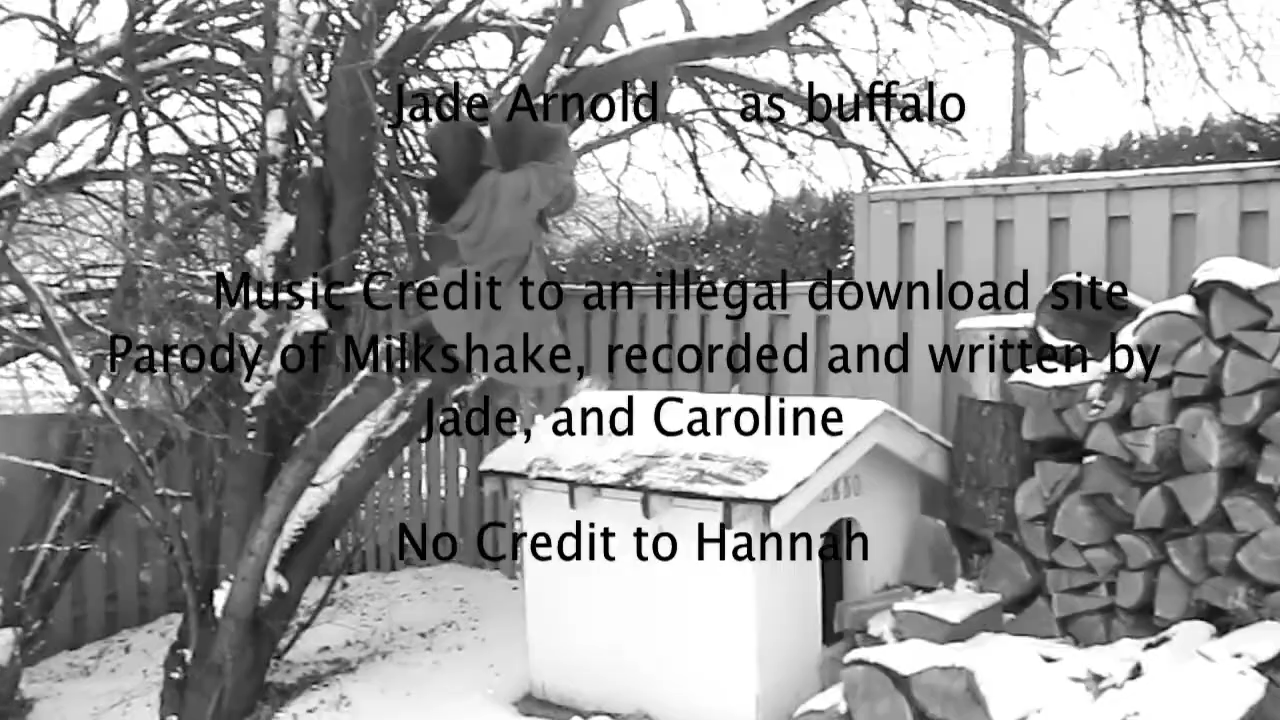 Jade Arnold as buffalo
Music Credit to an illegal download site
Parody of Milkshake, recorded and written by
Jade, and Caroline
No Credit to Hannah